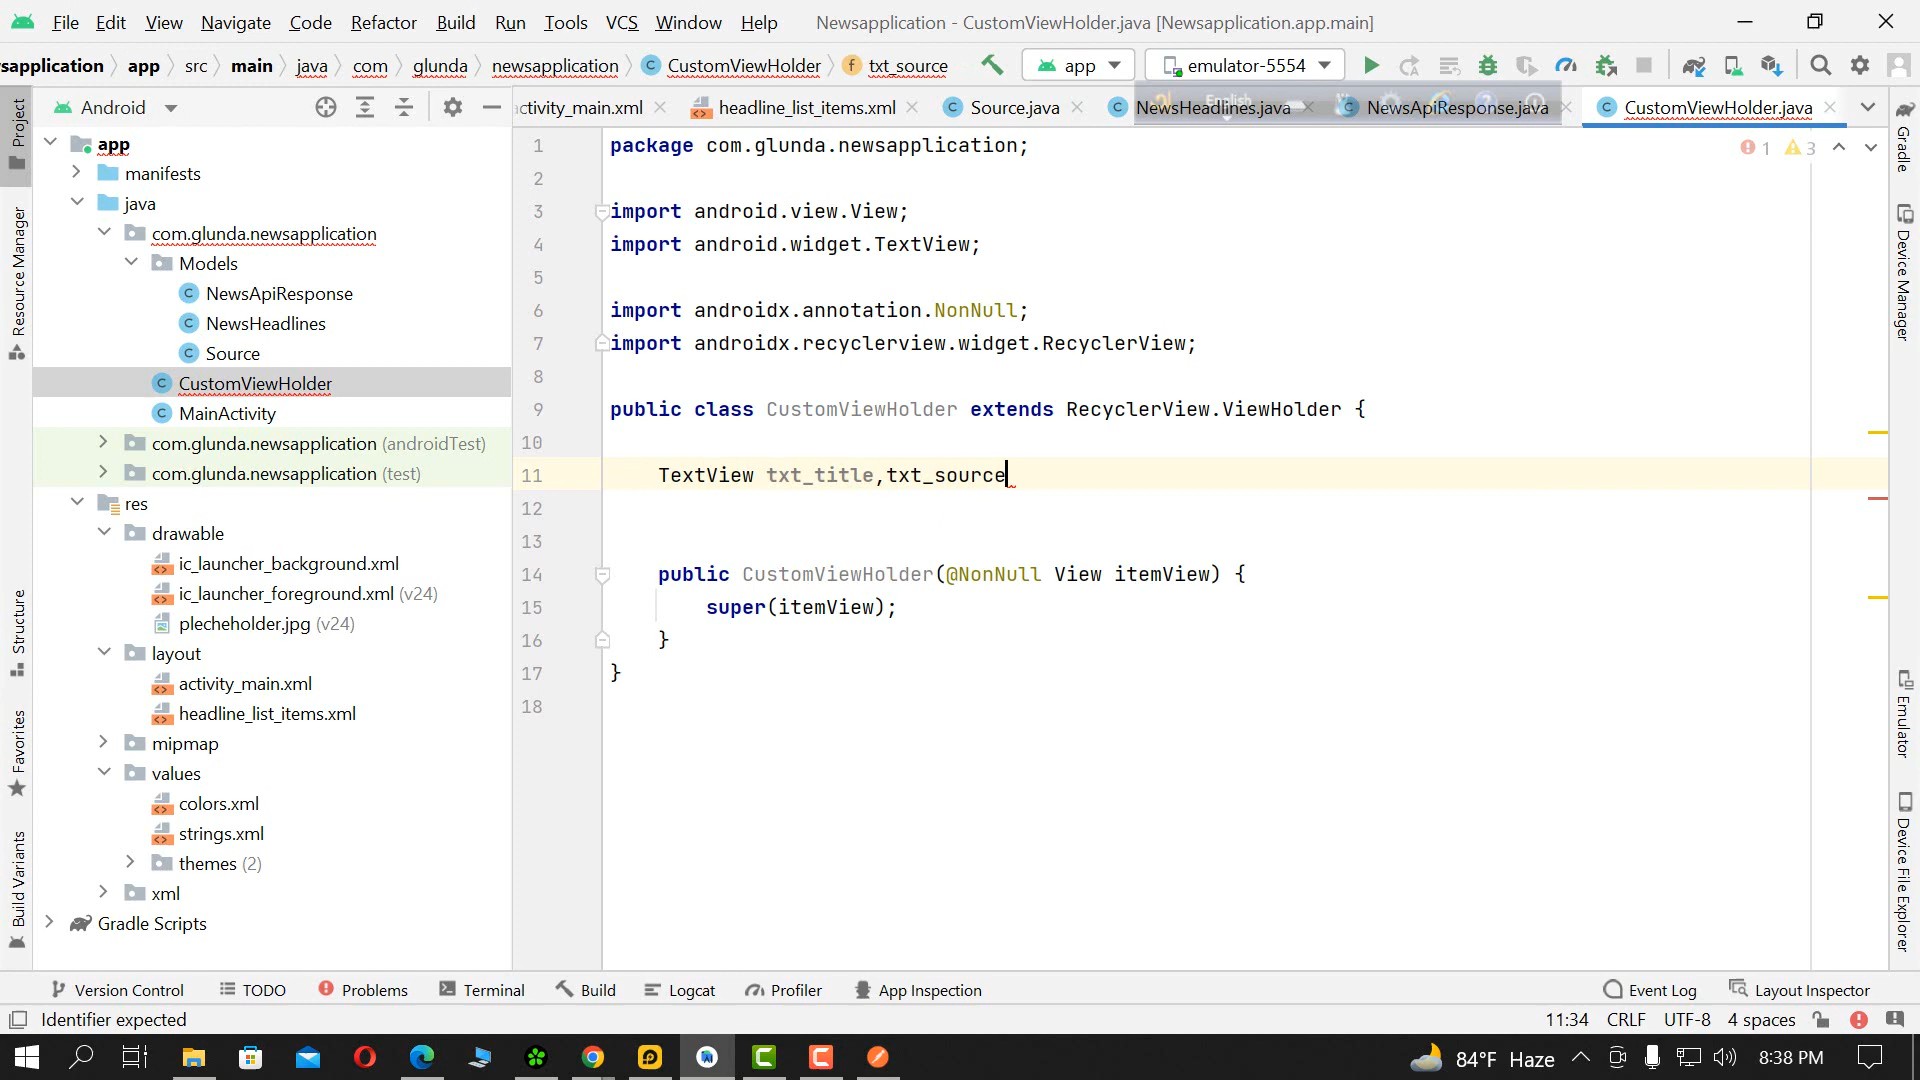 File Edit View Navigate Code Refactor Build Run Tools VCS Window Help Newsapplication - CustomViewHolder.java [Newsapplication.app.main]
sapplication app src main java com glunda newsapplication CustomViewHolder txt_source app emulator-5554
Android ctivity_main.xml headline_list_items.xml Source.java NewsHeadlines.java NewsApiResponse.java CustomViewHolder.java
Project
Resource Manager
Structure
Favorites
Build Variants
app
manifests
java
com.glunda.newsapplication
Models
NewsApiResponse
NewsHeadlines
Source
CustomViewHolder
MainActivity
com.glunda.newsapplication (androidTest)
com.glunda.newsapplication (test)
res
drawable
ic_launcher_background.xml
ic_launcher_foreground.xml (v24)
plecheholder.jpg (v24)
layout
activity_main.xml
headline_list_items.xml
mipmap
values
colors.xml
strings.xml
themes (2)
xml
Gradle Scripts
1 package com.glunda.newsapplication;
2
3 import android.view.View;
4 import android.widget.TextView;
5
6 import androidx.annotation.NonNull;
7 import androidx.recyclerview.widget.RecyclerView;
8
9 public class CustomViewHolder extends RecyclerView.ViewHolder {
10
11 TextView txt_title,txt_source
12
13
14 public CustomViewHolder(@NonNull View itemView) {
15 super(itemView);
16 }
17 }
18
1 3
Gradle
Device Manager
Emulator
Device File Explorer
Version Control TODO Problems Terminal Build Logcat Profiler App Inspection Event Log Layout Inspector
Identifier expected 11:34 CRLF UTF-8 4 spaces
84°F Haze 8:38 PM